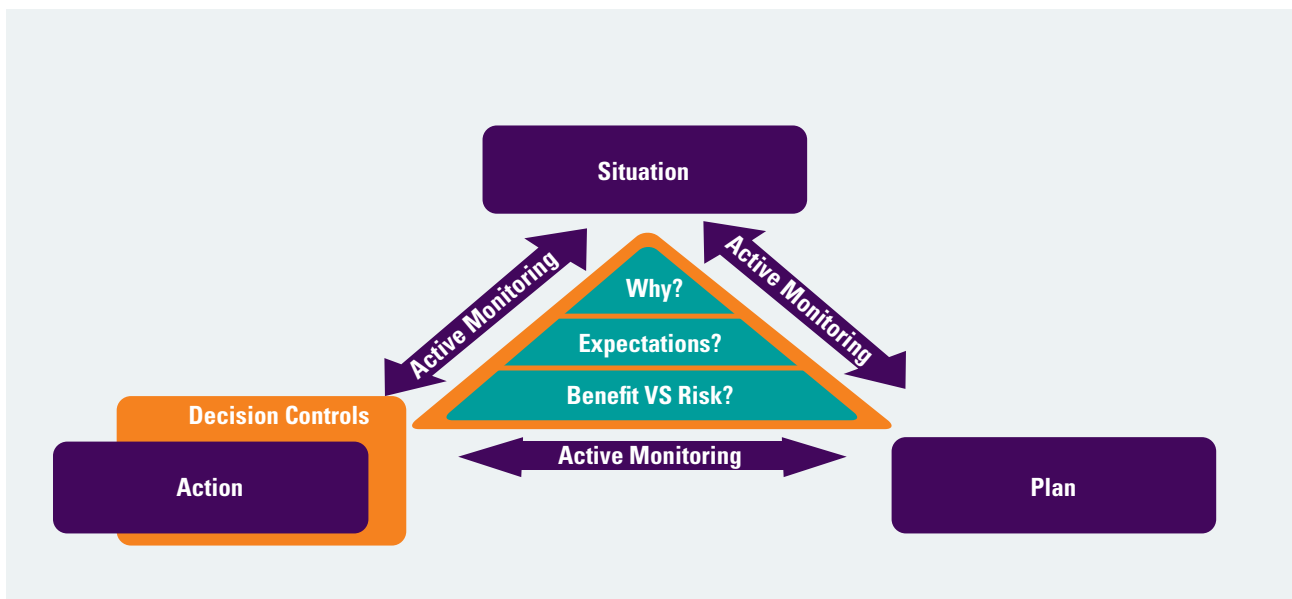 Situation
Active Monitoring
Active Monitoring
Why?
Expectations?
Benefit VS Risk?
Decision Controls
Action
Active Monitoring
Plan